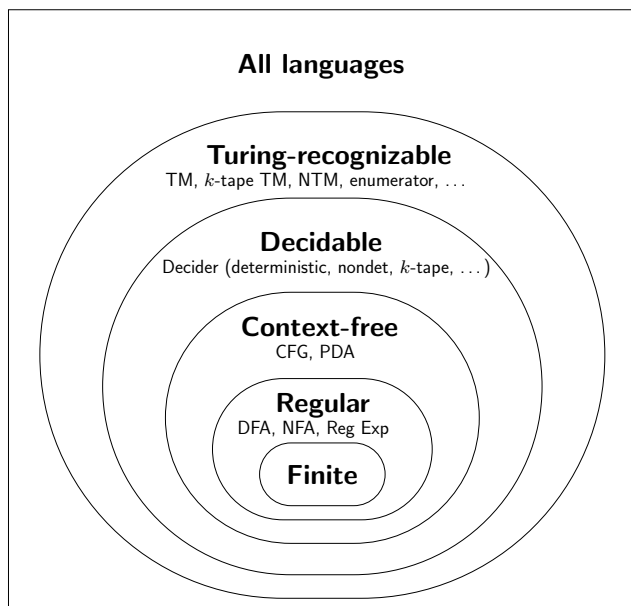 All languages
Turing-recognizable
TM, k-tape TM, NTM, enumerator, ...
Decidable
Decider (deterministic, nondet, k-tape, ...)
Context-free
CFG, PDA
Regular
DFA, NFA, Reg Exp
Finite